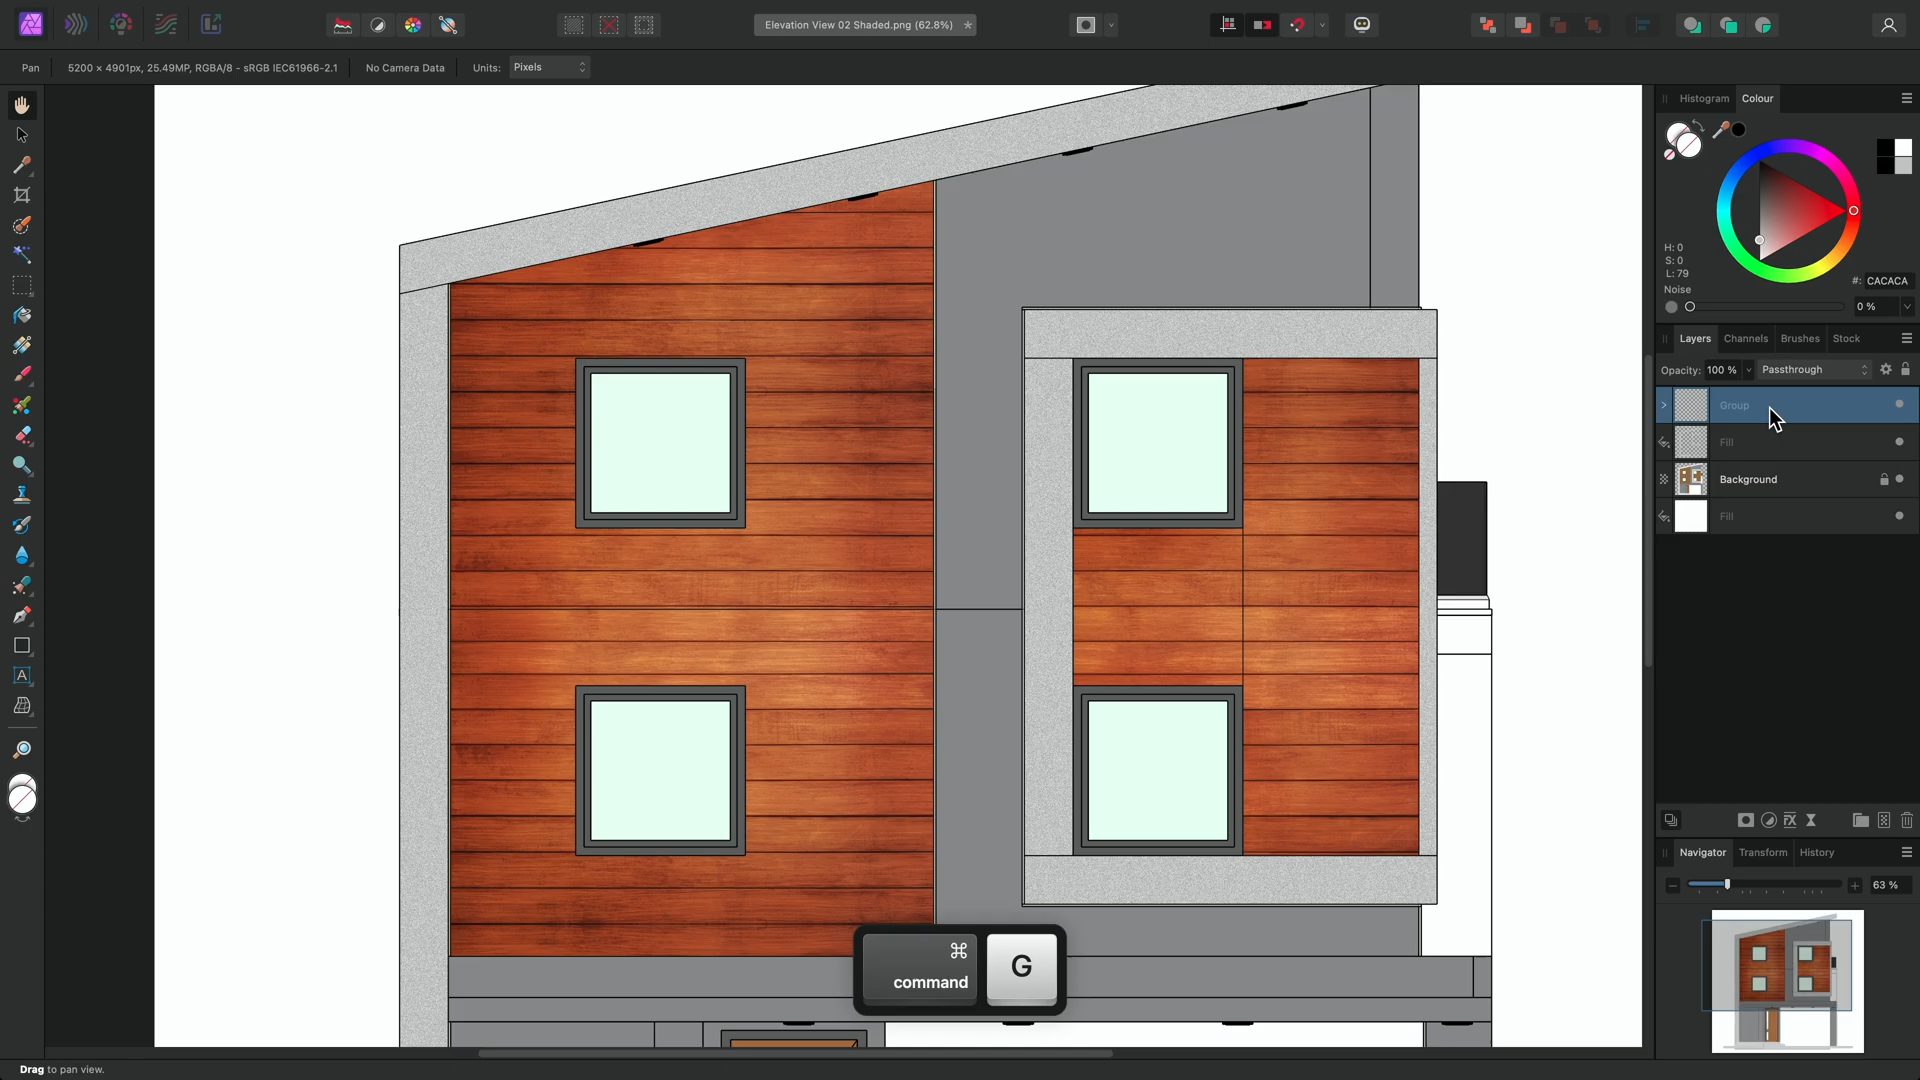 Elevation View 02 Shaded.png (62.8%) *
Pan
5200 × 4901px, 25.49MP, RGBA/8 - sRGB IEC61966-2.1
No Camera Data
Units:
Pixels
Histogram
Colour
H: 0
S: 0
L: 79
#: CACACA
Noise
0 %
Layers
Channels
Brushes
Stock
Opacity: 100 %
Passthrough
Group
Fill
Background
Fill
Navigator
Transform
History
63 %
⌘
command
G
Drag to pan view.